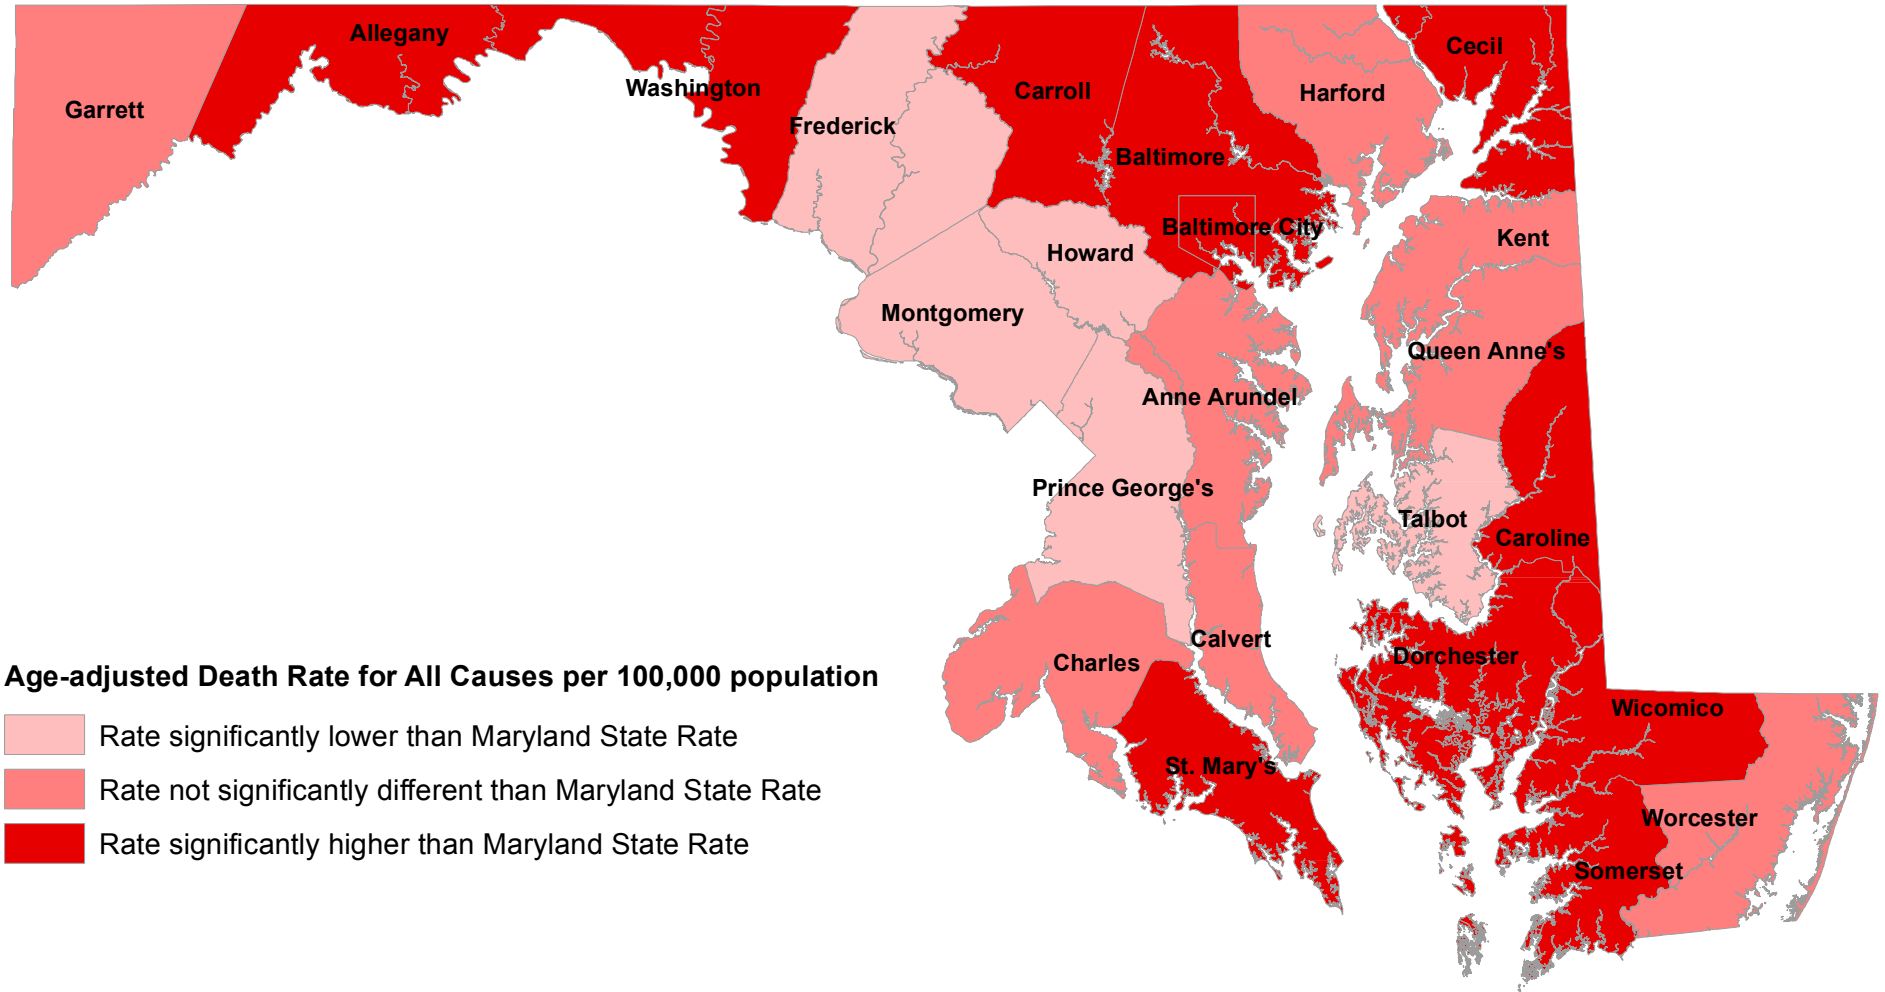 Allegany
Cecil
Washington
Carroll
Harford
Garrett
Frederick
Baltimore
Baltimore City
Kent
Howard
Montgomery
Queen Anne's
Anne Arundel
Prince George's
Talbot
Caroline
Calvert
Dorchester
Charles
Wicomico
St. Mary's
Worcester
Somerset
Age-adjusted Death Rate for All Causes per 100,000 population
Rate significantly lower than Maryland State Rate
Rate not significantly different than Maryland State Rate
Rate significantly higher than Maryland State Rate